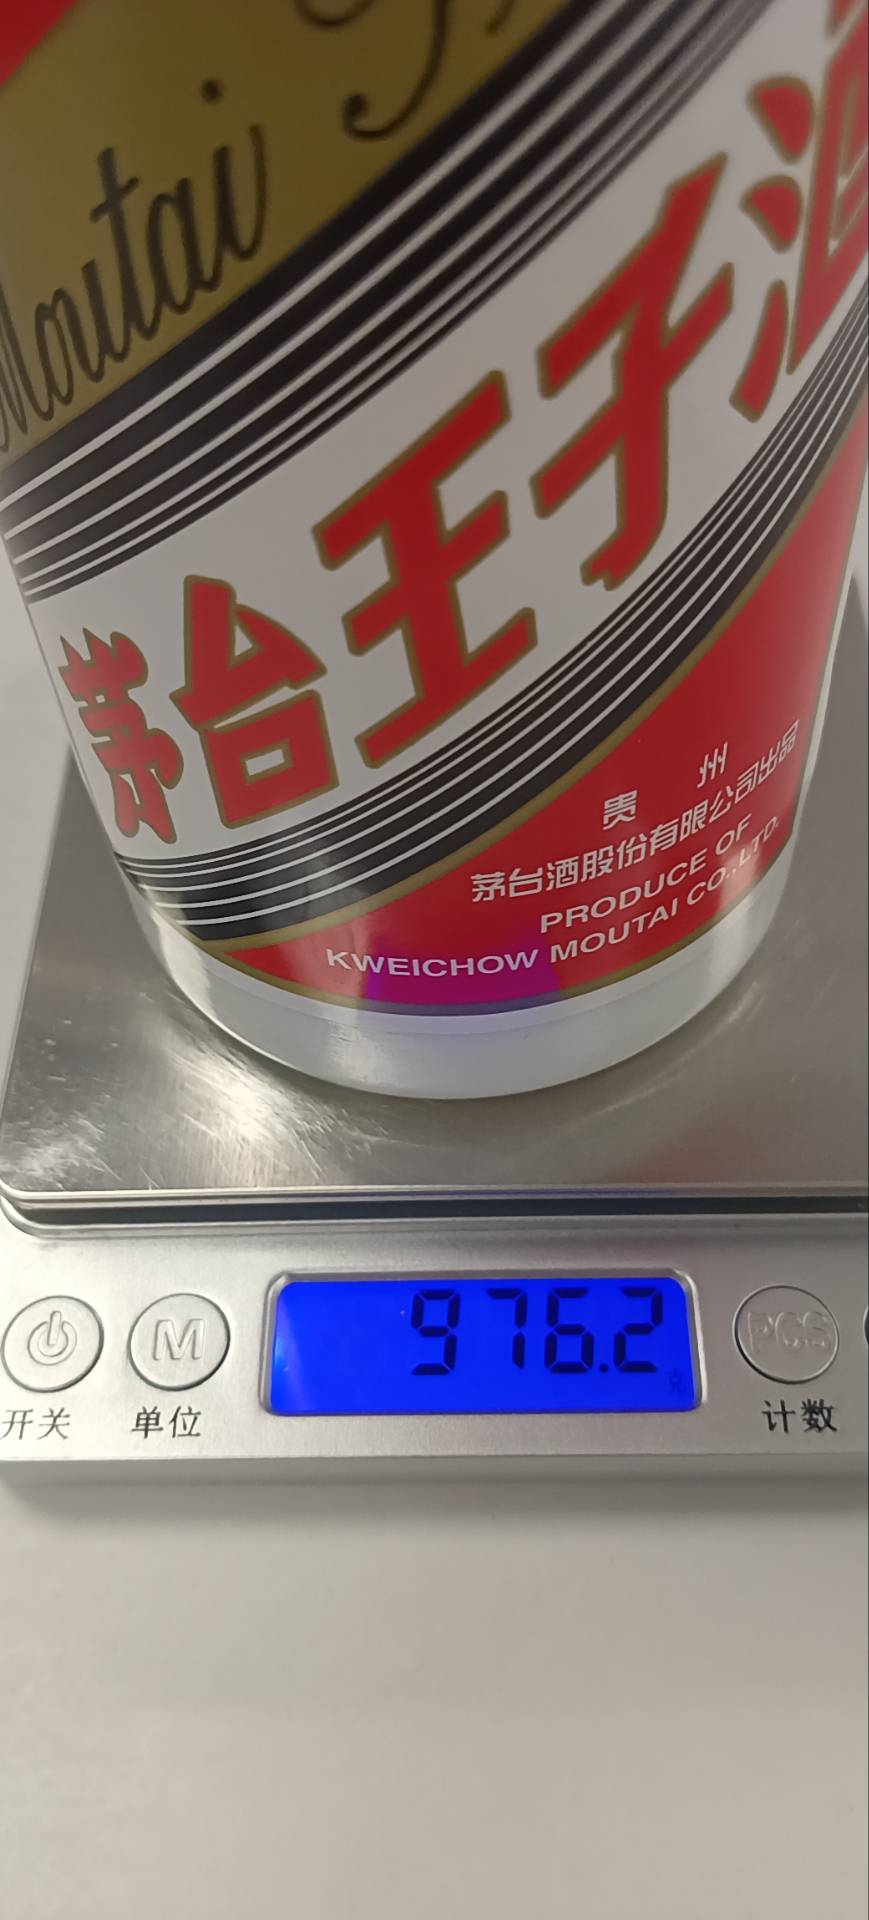 Moutai
茅台王子酒
贵 州
茅台酒股份有限公司出品
PRODUCE OF
KWEICHOW MOUTAI CO.,LTD.
976.2
克
M
PCS
开关
单位
计数